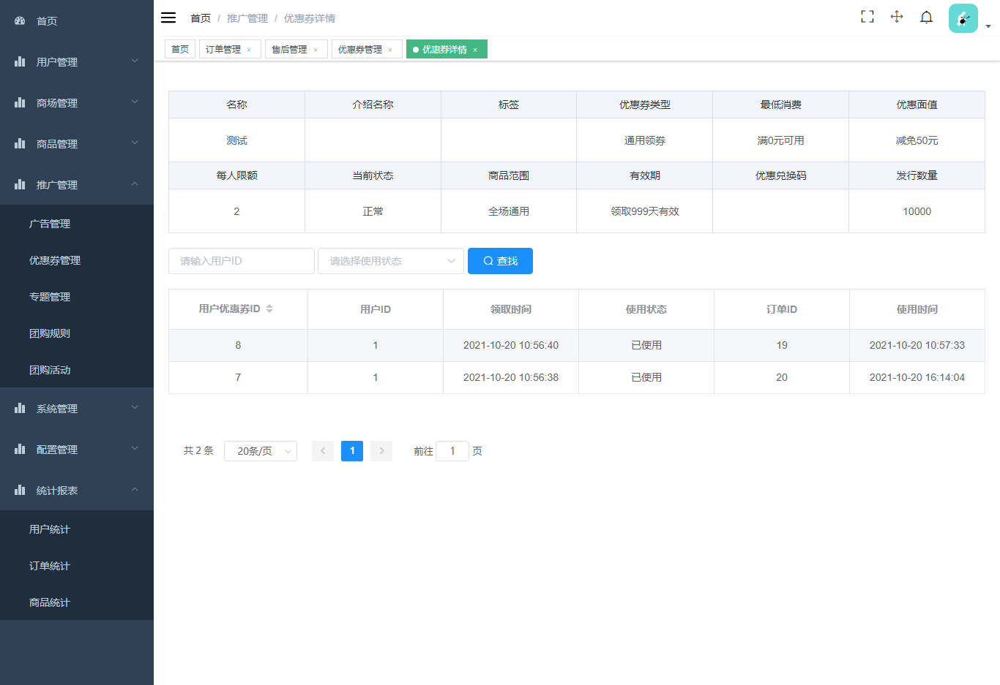 首页
用户管理
商场管理
商品管理
推广管理
广告管理
优惠券管理
专题管理
团购规则
团购活动
系统管理
配置管理
统计报表
用户统计
订单统计
商品统计
首页 / 推广管理 / 优惠券详情
首页 订单管理 × 售后管理 × 优惠券管理 × 优惠券详情 ×
名称 介绍名称 标签 优惠券类型 最低消费 优惠面值
测试 通用领券 满0元可用 减免50元
每人限额 当前状态 商品范围 有效期 优惠兑换码 发行数量
2 正常 全场通用 领取999天有效 10000
请输入用户ID 请选择使用状态 查找
用户优惠券ID 用户ID 领取时间 使用状态 订单ID 使用时间
8 1 2021-10-20 10:56:40 已使用 19 2021-10-20 10:57:33
7 1 2021-10-20 10:56:38 已使用 20 2021-10-20 16:14:04
共 2 条 20条/页 1 前往 1 页